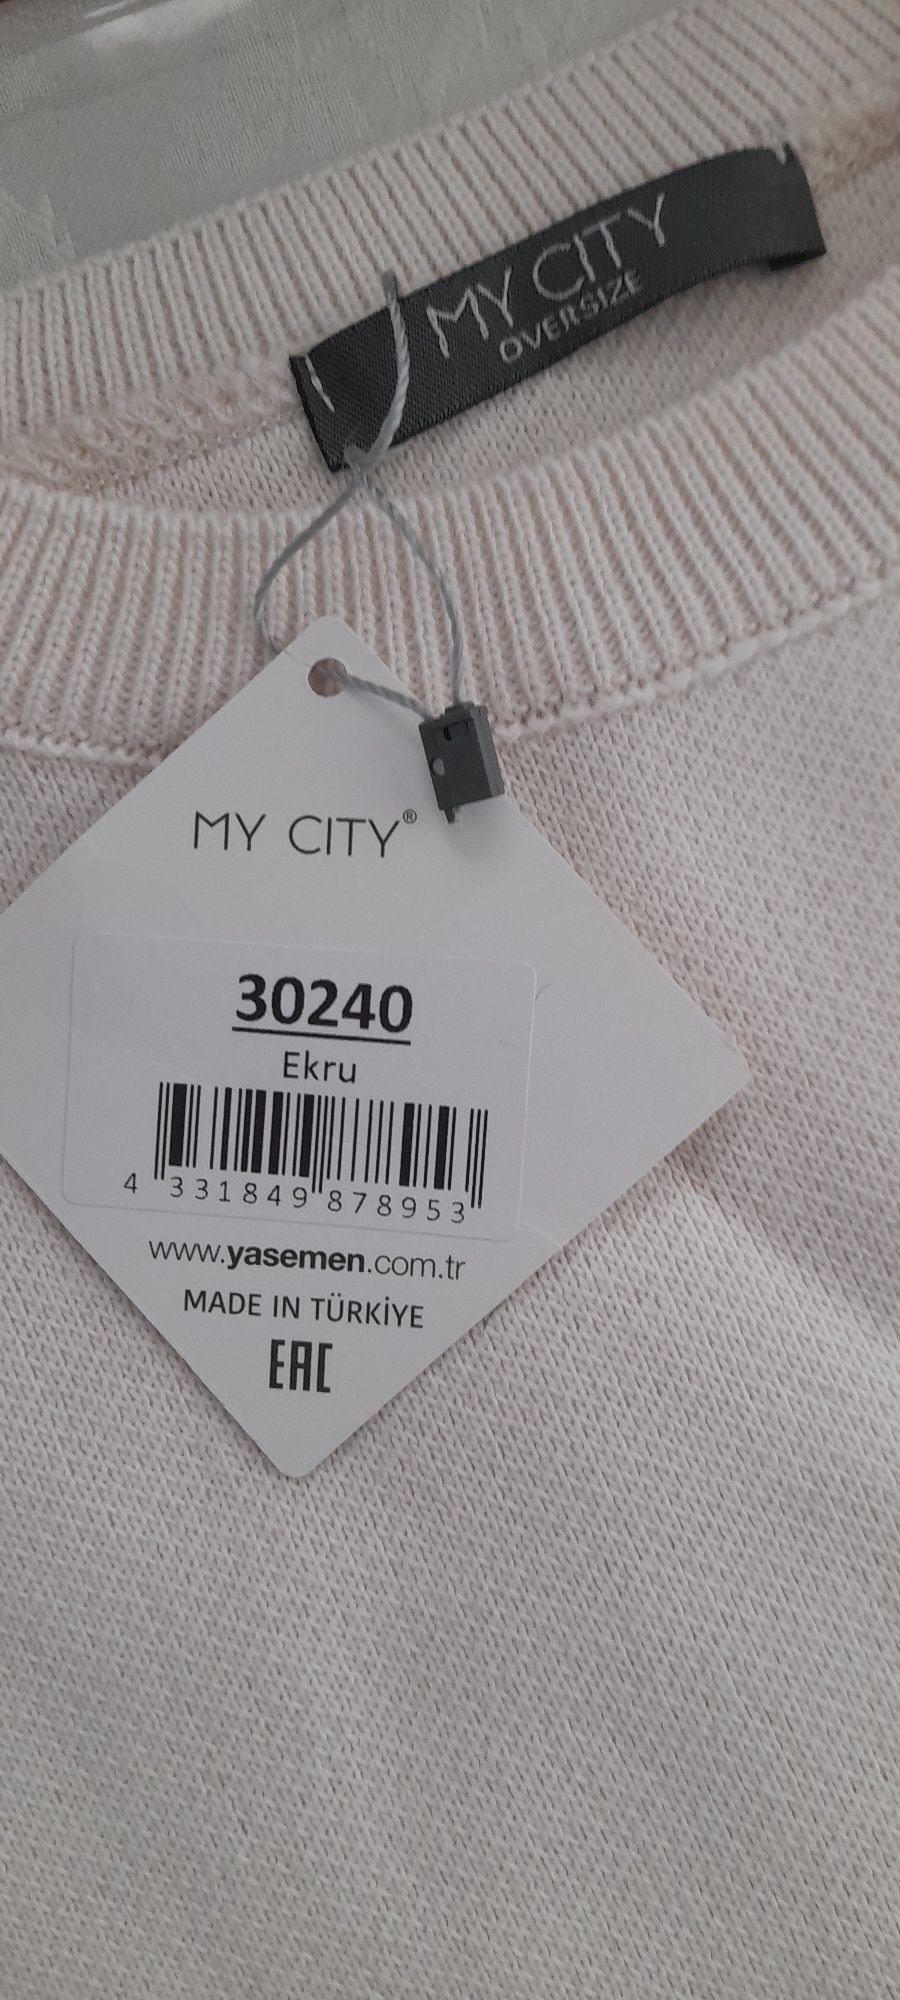 MY CITY
OVERSIZE
MY CITY®
30240
Ekru
4 331849 878953
www.yasemen.com.tr
MADE IN TÜRKİYE
EAC